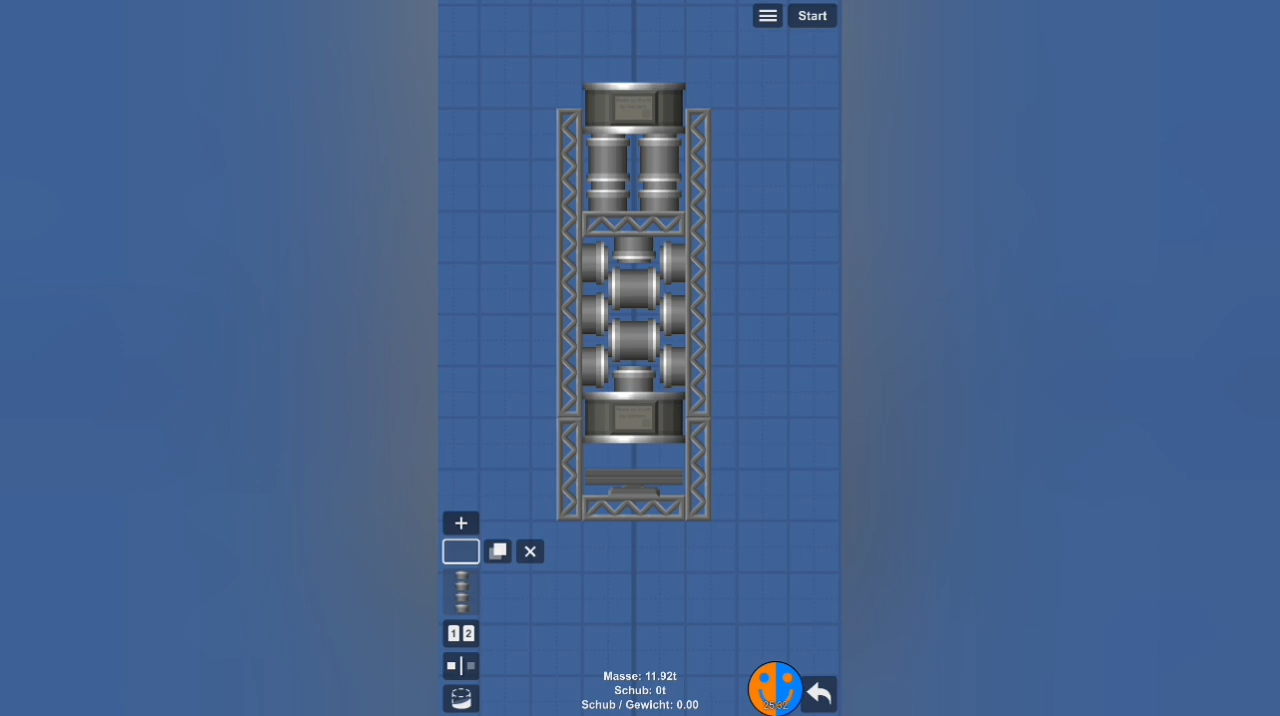 Start
+
1 2
Masse: 11.92t
Schub: 0t
Schub / Gewicht: 0.00